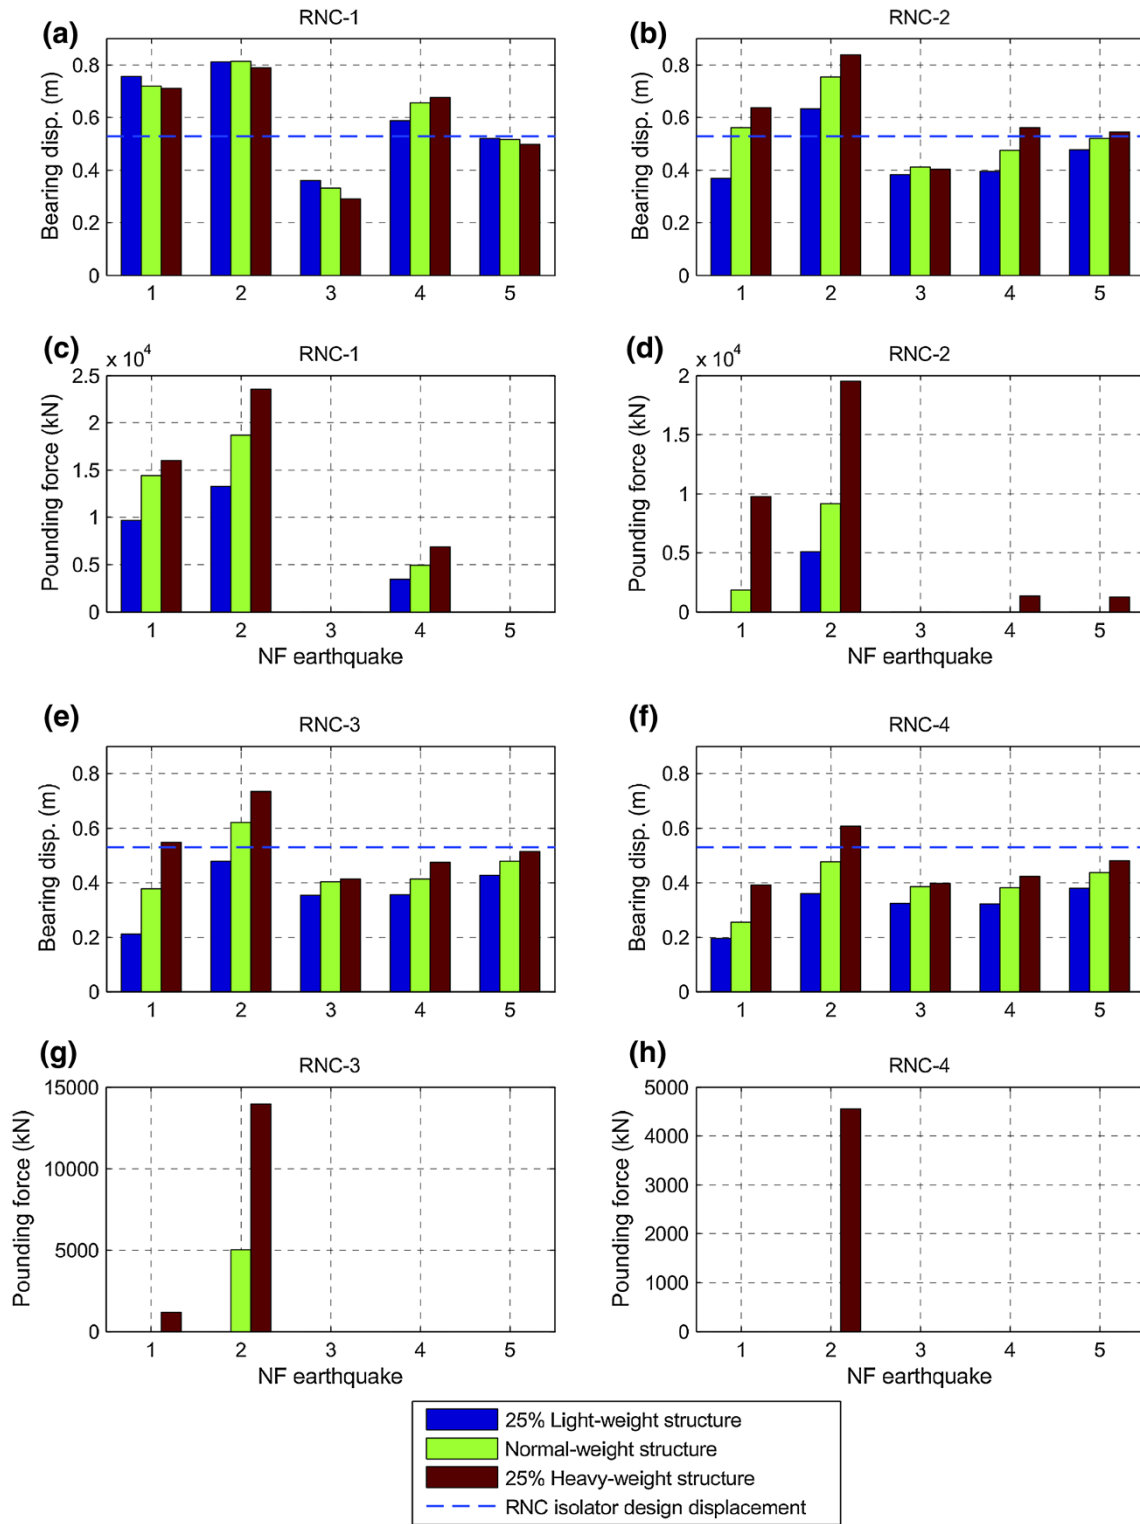 (a)
RNC-1
Bearing disp. (m)
0.8
0.6
0.4
0.2
0
1 2 3 4 5
(b)
RNC-2
Bearing disp. (m)
0.8
0.6
0.4
0.2
0
1 2 3 4 5
(c)
RNC-1
x 10^4
Pounding force (kN)
2.5
2
1.5
1
0.5
0
1 2 3 4 5
NF earthquake
(d)
RNC-2
x 10^4
Pounding force (kN)
2
1.5
1
0.5
0
1 2 3 4 5
NF earthquake
(e)
RNC-3
Bearing disp. (m)
0.8
0.6
0.4
0.2
0
1 2 3 4 5
(f)
RNC-4
Bearing disp. (m)
0.8
0.6
0.4
0.2
0
1 2 3 4 5
(g)
RNC-3
Pounding force (kN)
15000
10000
5000
0
1 2 3 4 5
NF earthquake
(h)
RNC-4
Pounding force (kN)
5000
4000
3000
2000
1000
0
1 2 3 4 5
NF earthquake
25% Light-weight structure
Normal-weight structure
25% Heavy-weight structure
RNC isolator design displacement